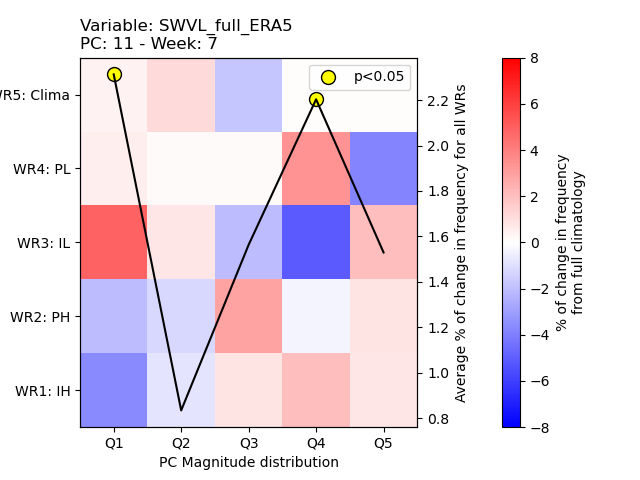 Variable: SWVL_full_ERA5
PC: 11 - Week: 7
p<0.05
WR5: Clima
WR4: PL
WR3: IL
WR2: PH
WR1: IH
Q1 Q2 Q3 Q4 Q5
PC Magnitude distribution
2.2
2.0
1.8
1.6
1.4
1.2
1.0
0.8
Average % of change in frequency for all WRs
8
6
4
2
0
−2
−4
−6
−8
% of change in frequency
from full climatology